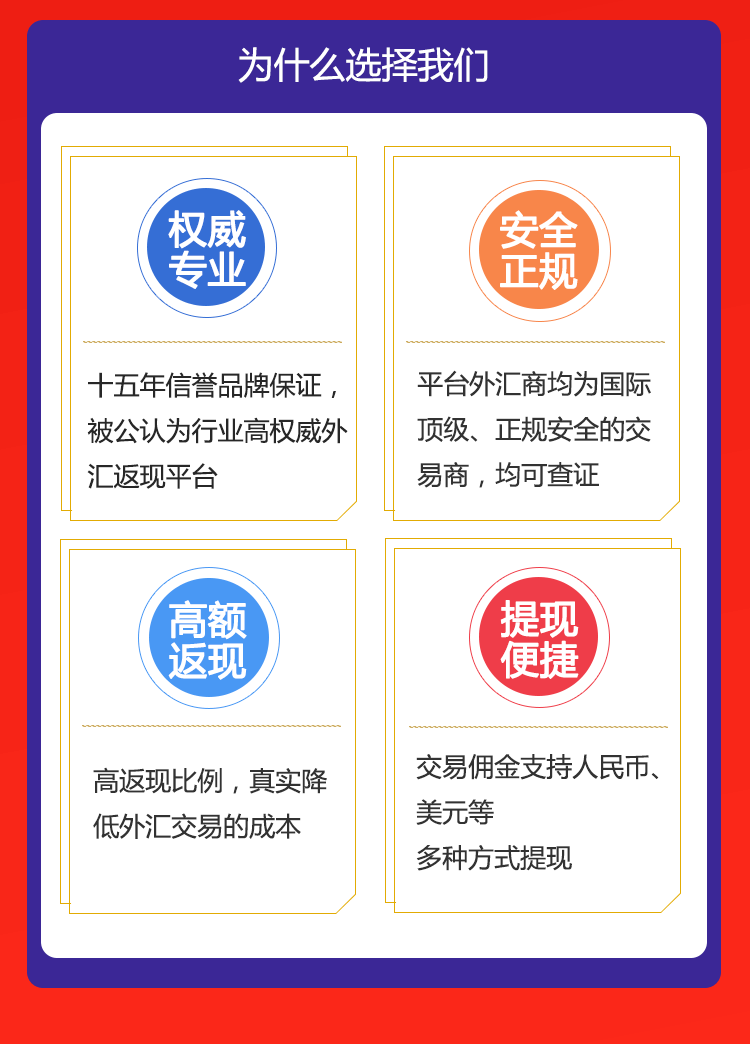 为什么选择我们
权威
专业
十五年信誉品牌保证，
被公认为行业高权威外
汇返现平台
安全
正规
平台外汇商均为国际
顶级、正规安全的交
易商，均可查证
高额
返现
高返现比例，真实降
低外汇交易的成本
提现
便捷
交易佣金支持人民币、
美元等
多种方式提现